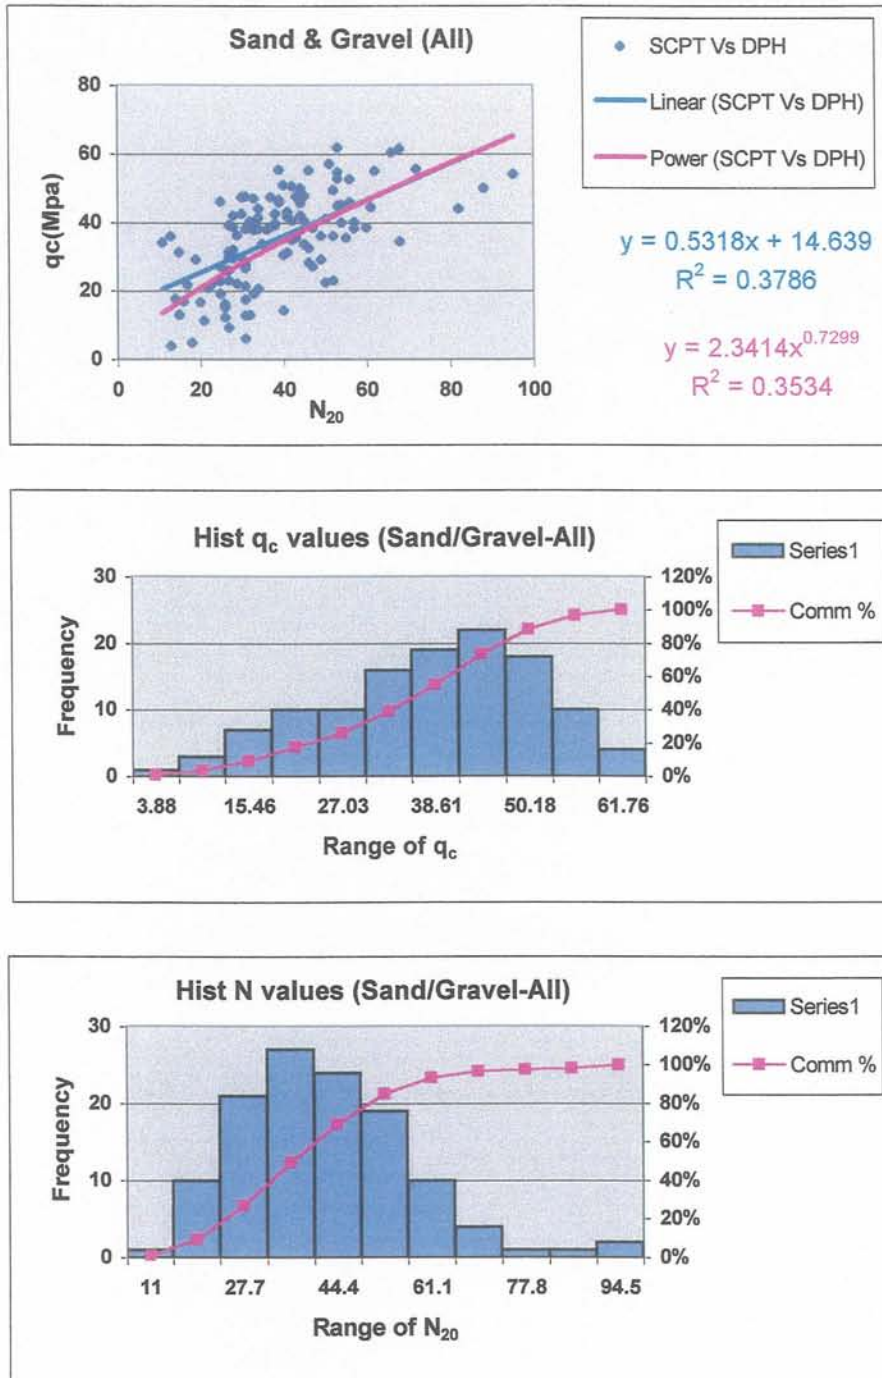 Sand & Gravel (All)
SCPT Vs DPH
Linear (SCPT Vs DPH)
Power (SCPT Vs DPH)
qc(Mpa)
80
60
40
20
0
0 20 40 60 80 100
N20
y = 0.5318x + 14.639
R² = 0.3786
y = 2.3414x^0.7299
R² = 0.3534
Hist qc values (Sand/Gravel-All)
Series1
Comm %
Frequency
30
20
10
0
120%
100%
80%
60%
40%
20%
0%
3.88 15.46 27.03 38.61 50.18 61.76
Range of qc
Hist N values (Sand/Gravel-All)
Series1
Comm %
Frequency
30
20
10
0
120%
100%
80%
60%
40%
20%
0%
11 27.7 44.4 61.1 77.8 94.5
Range of N20